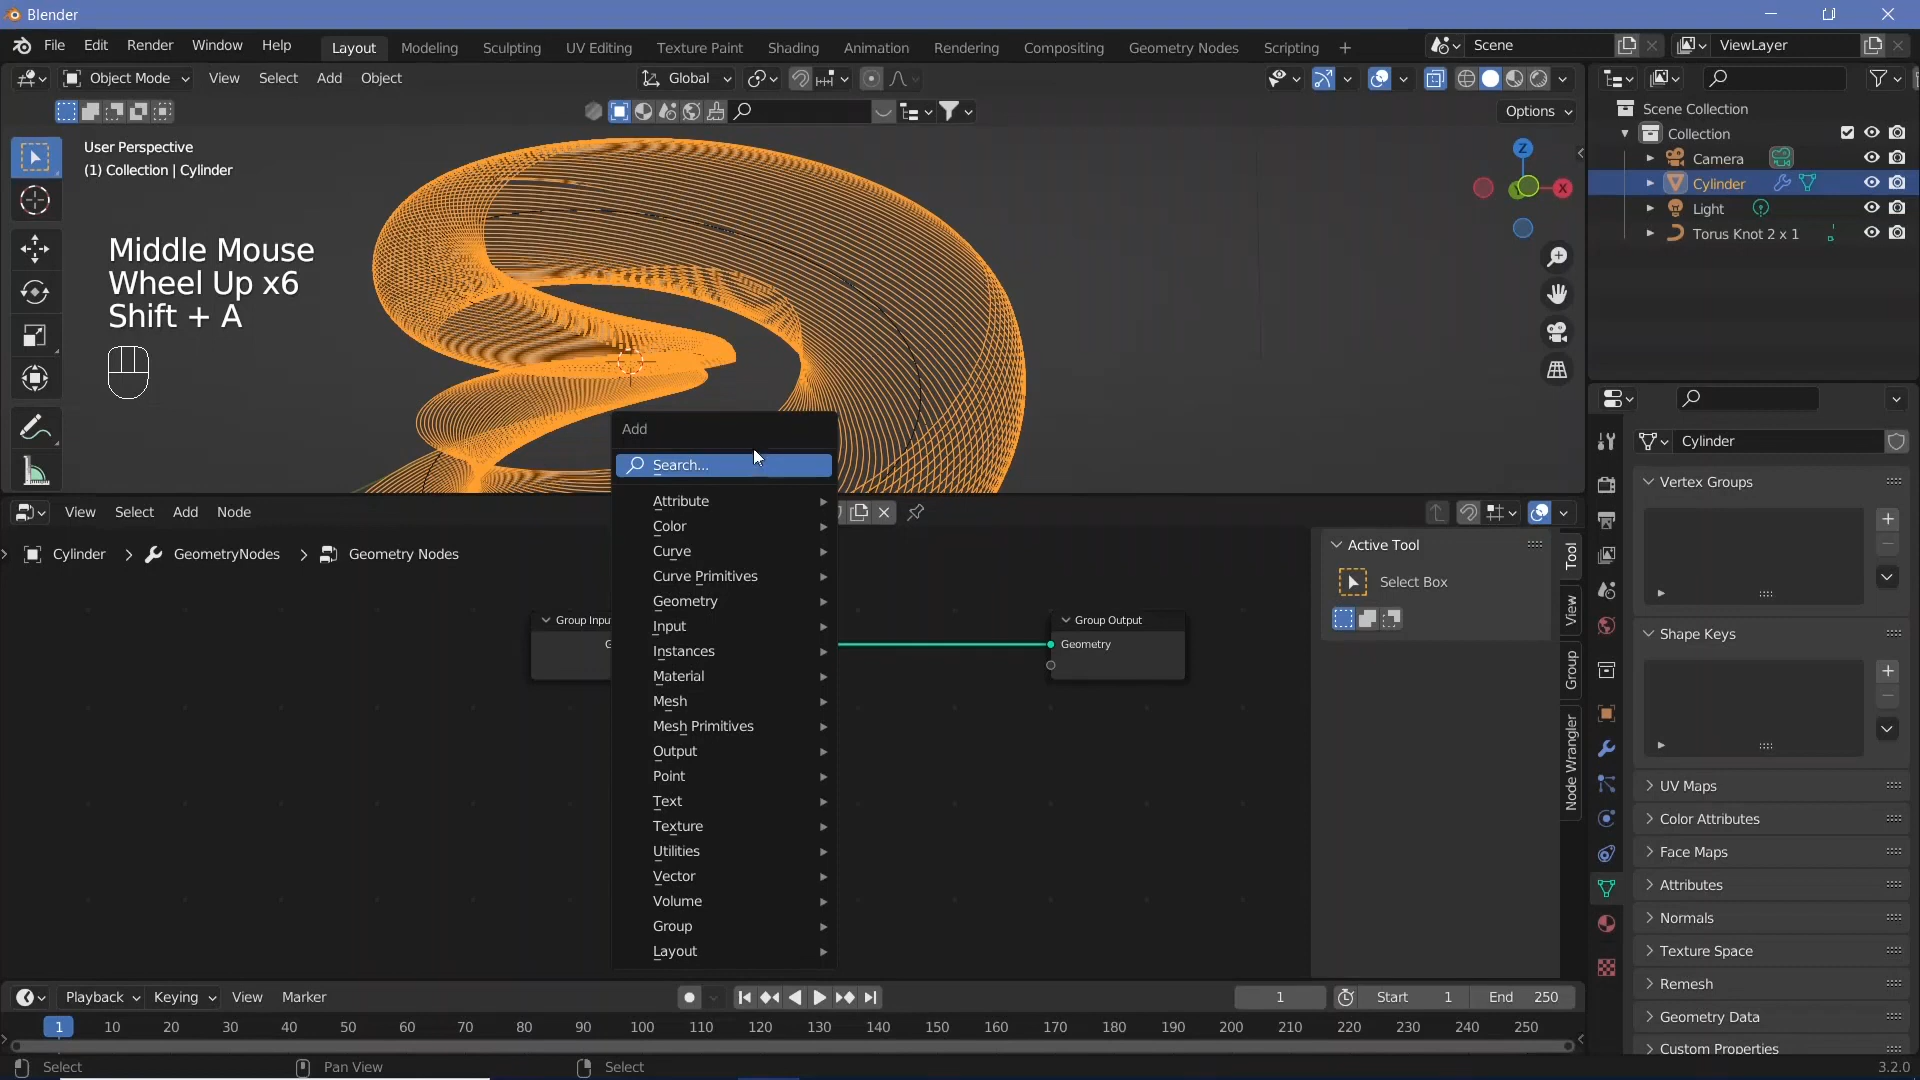 Blender
File Edit Render Window Help
Layout Modeling Sculpting UV Editing Texture Paint Shading Animation Rendering Compositing Geometry Nodes Scripting +
Scene
ViewLayer
Object Mode View Select Add Object
Global
Options
User Perspective
(1) Collection | Cylinder
Middle Mouse
Wheel Up x6
Shift + A
Z
X
Scene Collection
Collection
Camera
Cylinder
Light
Torus Knot 2 x 1
Cylinder
Vertex Groups
Shape Keys
UV Maps
Color Attributes
Face Maps
Attributes
Normals
Texture Space
Remesh
Geometry Data
Custom Properties
Add
Search...
Attribute
Color
Curve
Curve Primitives
Geometry
Input
Instances
Material
Mesh
Mesh Primitives
Output
Point
Text
Texture
Utilities
Vector
Volume
Group
Layout
View Select Add Node
Cylinder > GeometryNodes > Geometry Nodes
Group Inpu
G
Group Output
Geometry
Active Tool
Select Box
Tool
View
Group
Node Wrangler
Playback Keying View Marker
1
Start 1
End 250
1 10 20 30 40 50 60 70 80 90 100 110 120 130 140 150 160 170 180 190 200 210 220 230 240 250
Select
Pan View
Select
3.2.0